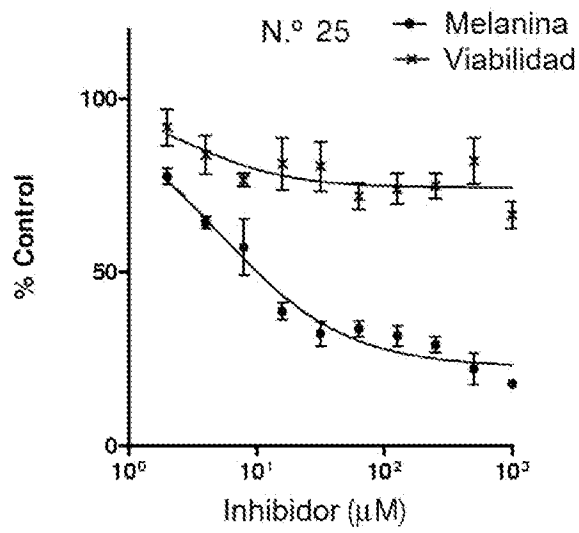 N.º 25
Melanina
Viabilidad
% Control
100
50
0
10⁰
10¹
10²
10³
Inhibidor (µM)